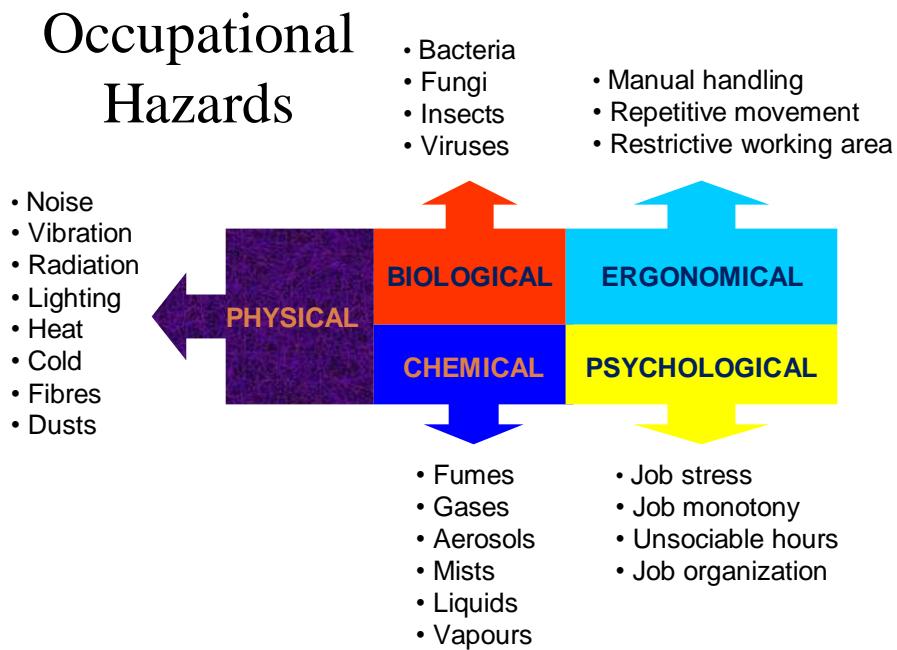 Occupational
Hazards
• Bacteria
• Fungi
• Insects
• Viruses
• Manual handling
• Repetitive movement
• Restrictive working area
• Noise
• Vibration
• Radiation
• Lighting
• Heat
• Cold
• Fibres
• Dusts
PHYSICAL
BIOLOGICAL
ERGONOMICAL
CHEMICAL
PSYCHOLOGICAL
• Fumes
• Gases
• Aerosols
• Mists
• Liquids
• Vapours
• Job stress
• Job monotony
• Unsociable hours
• Job organization